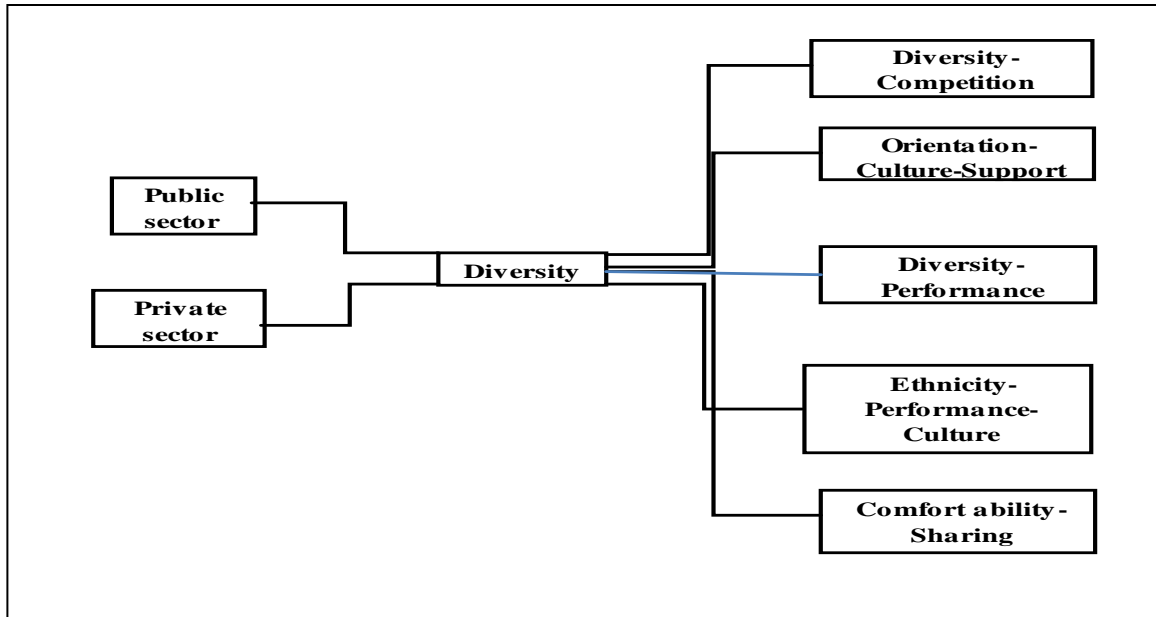 Public
sector
Private
sector
Diversity
Diversity-
Competition
Orientation-
Culture-Support
Diversity-
Performance
Ethnicity-
Performance-
Culture
Comfort ability-
Sharing